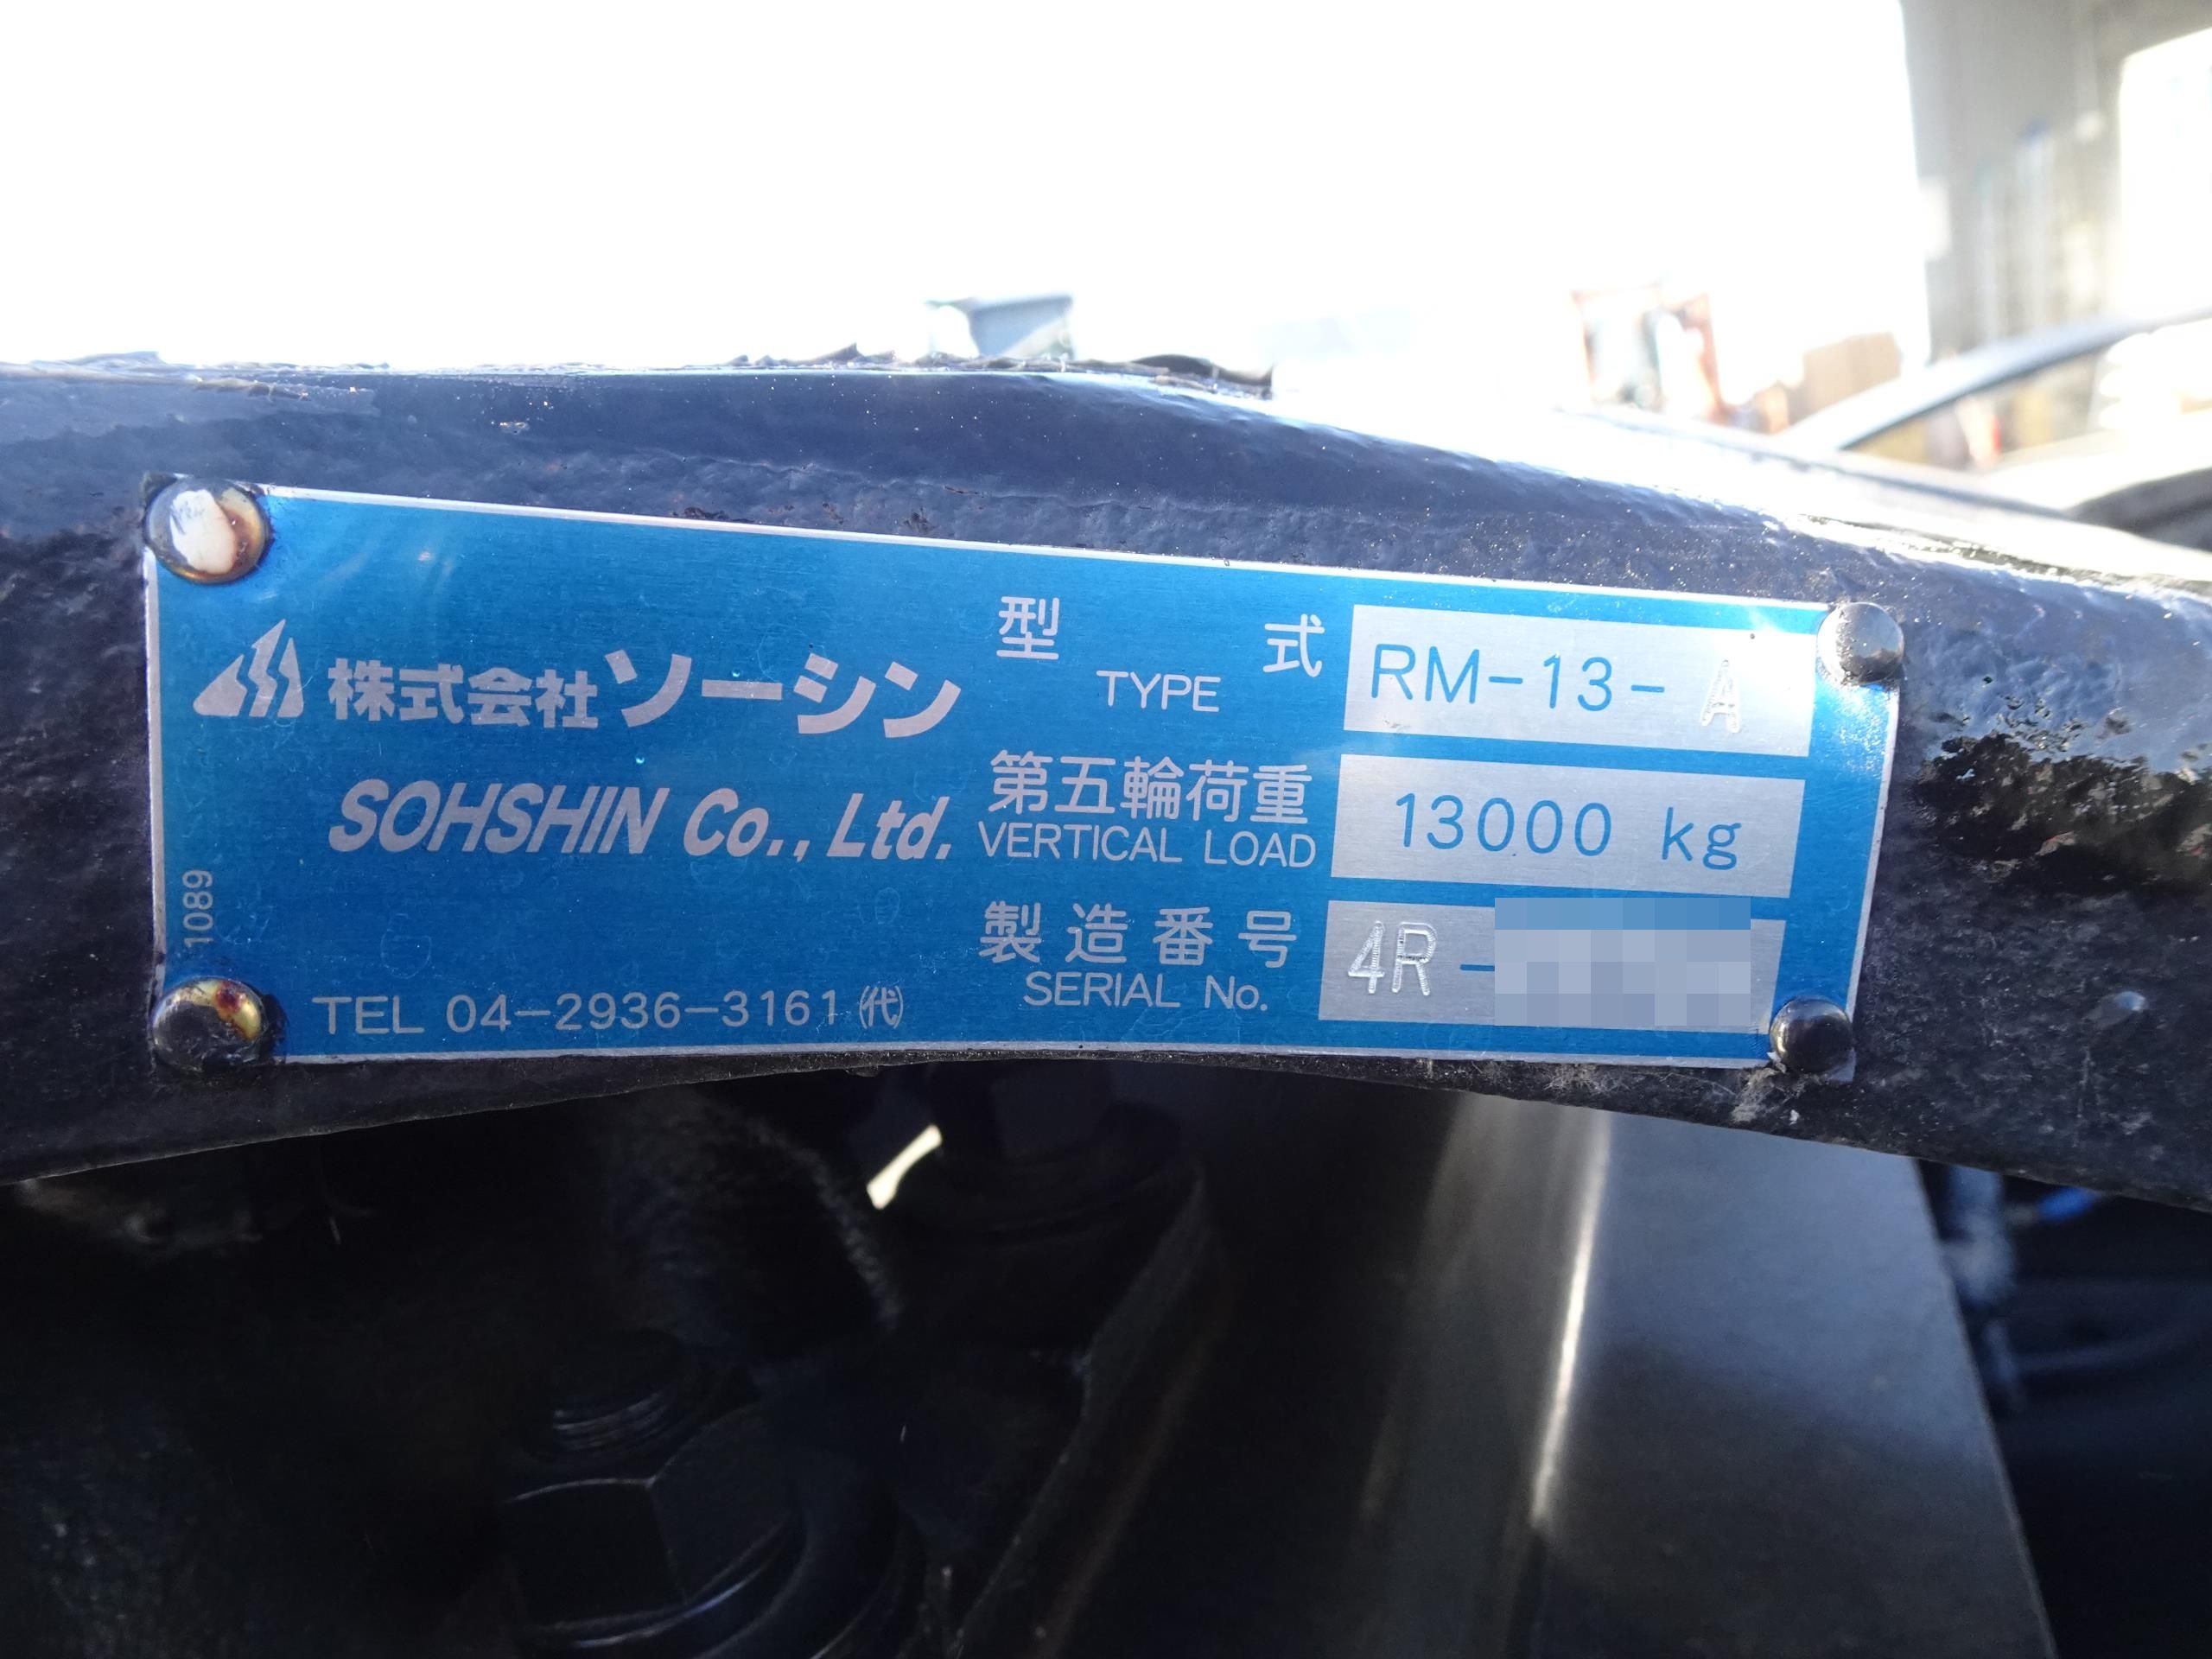 株式会社ソーシン
SOHSHIN Co., Ltd.
1089
TEL 04-2936-3161㈹
型式 RM-13-A
TYPE
第五輪荷重 13000 kg
VERTICAL LOAD
製造番号 4R-
SERIAL No.